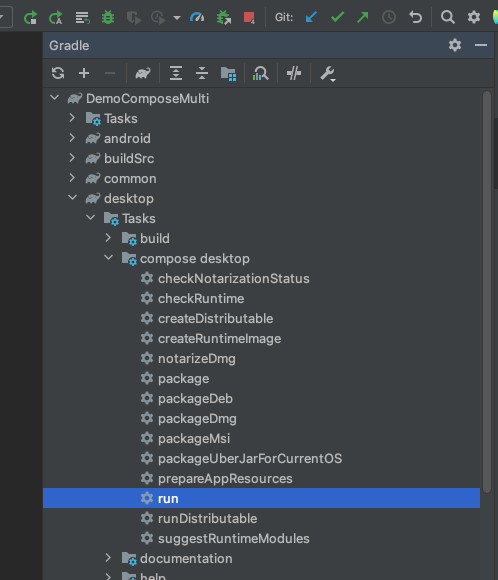 Git:
Gradle
DemoComposeMulti
Tasks
android
buildSrc
common
desktop
Tasks
build
compose desktop
checkNotarizationStatus
checkRuntime
createDistributable
createRuntimeImage
notarizeDmg
package
packageDeb
packageDmg
packageMsi
packageUberJarForCurrentOS
prepareAppResources
run
runDistributable
suggestRuntimeModules
documentation
help